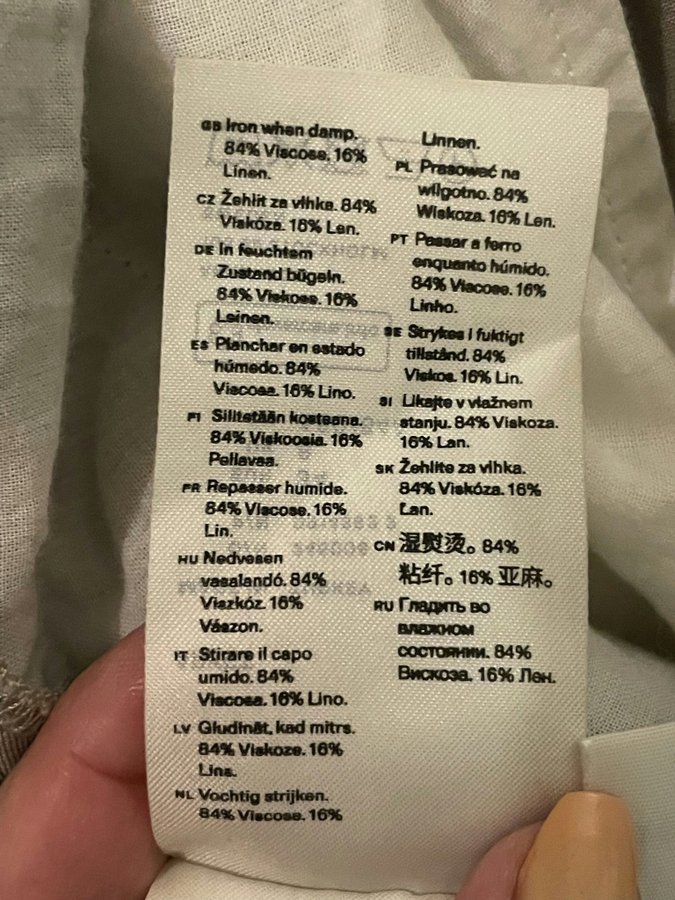 GB Iron when damp.
84% Viscose. 16%
Linen.
CZ Žehlit za vlhka. 84%
Viskóza. 16% Len.
DE In feuchtem
Zustand bügeln.
84% Viskose. 16%
Leinen.
ES Planchar en estado
húmedo. 84%
Viscosa. 16% Lino.
FI Silitetään kosteana.
84% Viskoosia. 16%
Pellavaa.
FR Repasser humide.
84% Viscose. 16%
Lin.
HU Nedvesen
vasalandó. 84%
Viszkóz. 16%
Vászon.
IT Stirare il capo
umido. 84%
Viscosa. 16% Lino.
LV Gludināt, kad mitrs.
84% Viskoze. 16%
Lins.
NL Vochtig strijken.
84% Viscose. 16%
Linnen.
PL Prasować na
wilgotno. 84%
Wiskoza. 16% Len.
PT Passar a ferro
enquanto húmido.
84% Viscose. 16%
Linho.
SE Strykes i fuktigt
tillstånd. 84%
Viskos. 16% Lin.
SI Likajte v vlažnem
stanju. 84% Viskoza.
16% Lan.
SK Žehlite za vlhka.
84% Viskóza. 16%
Ľan.
CN 湿熨烫。84%
粘纤。16% 亚麻。
RU Гладить во
влажном
состоянии. 84%
Вискоза. 16% Лен.